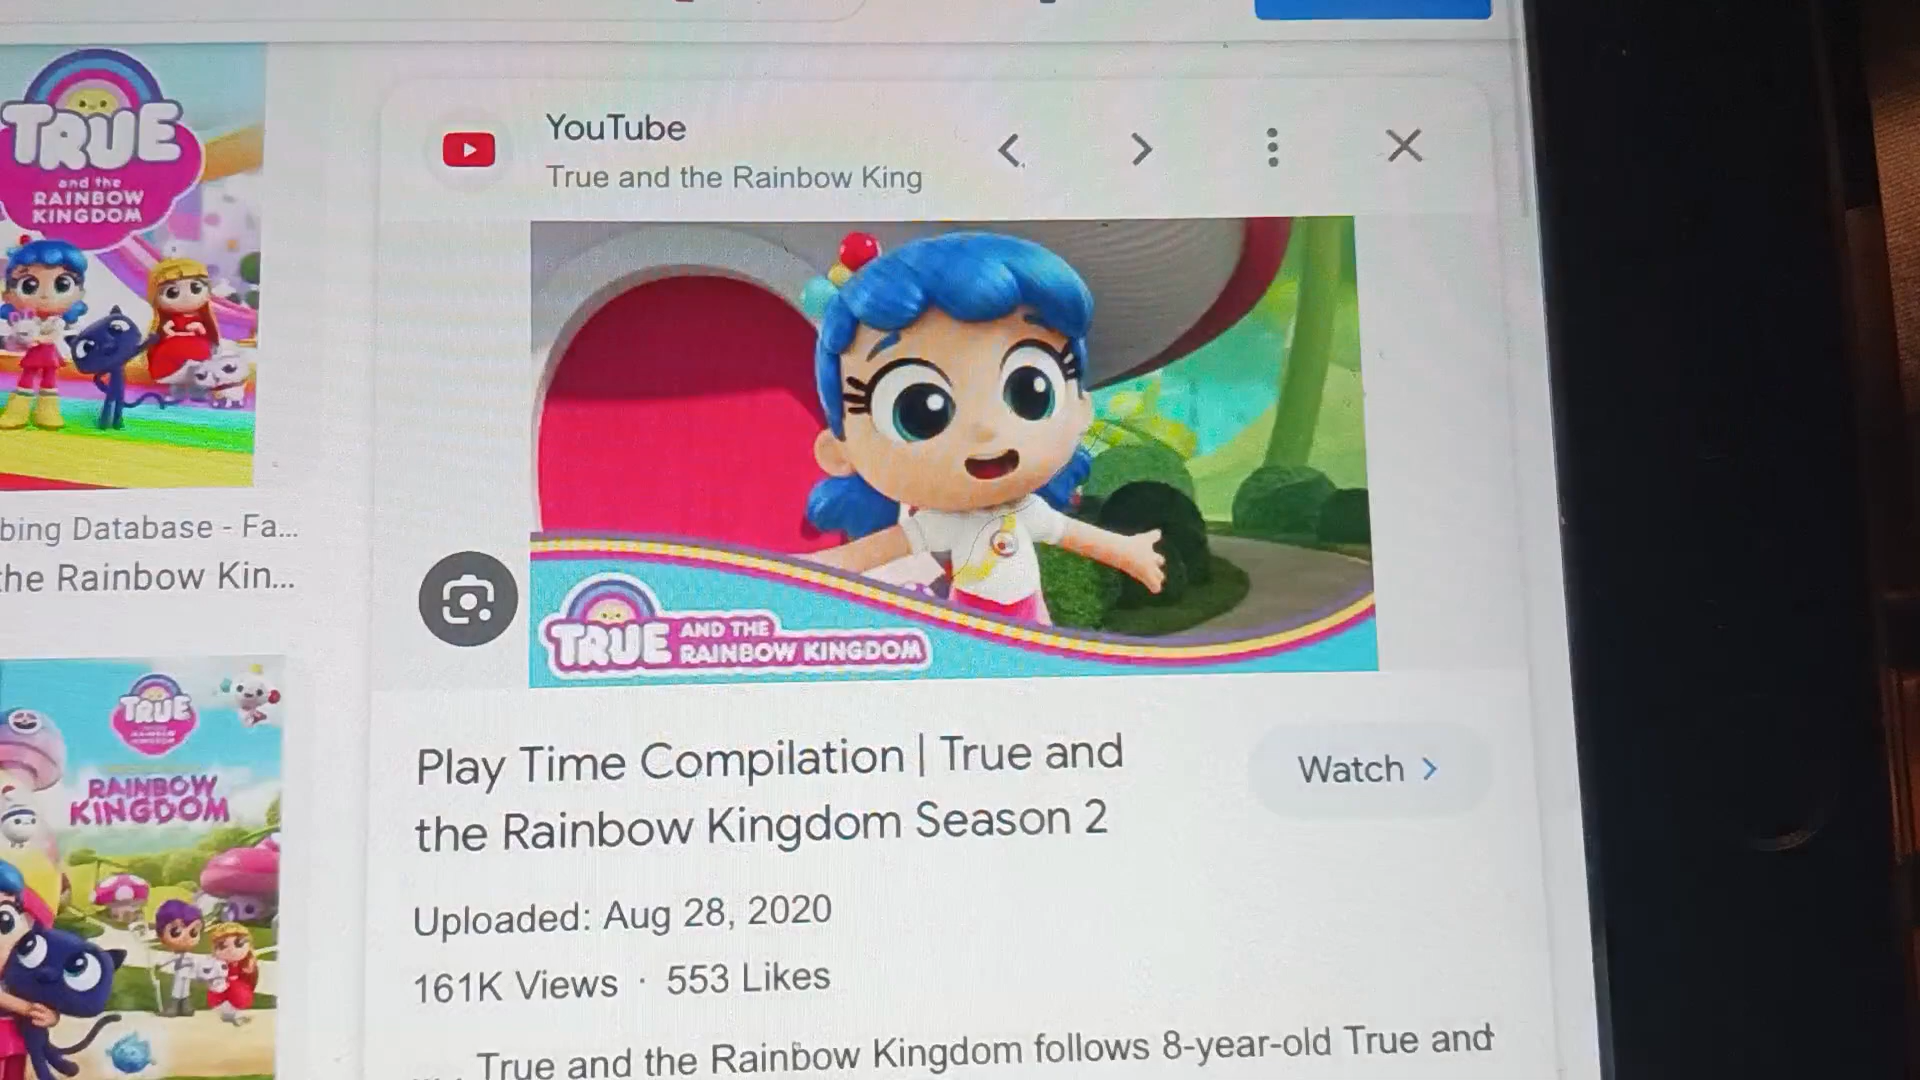 TRUE
and the
RAINBOW
KINGDOM
bing Database - Fa...
he Rainbow Kin...
TRUE
RAINBOW
KINGDOM
YouTube
True and the Rainbow King
TRUE AND THE
RAINBOW KINGDOM
Play Time Compilation | True and
the Rainbow Kingdom Season 2
Watch
Uploaded: Aug 28, 2020
161K Views · 553 Likes
True and the Rainbow Kingdom follows 8-year-old True and